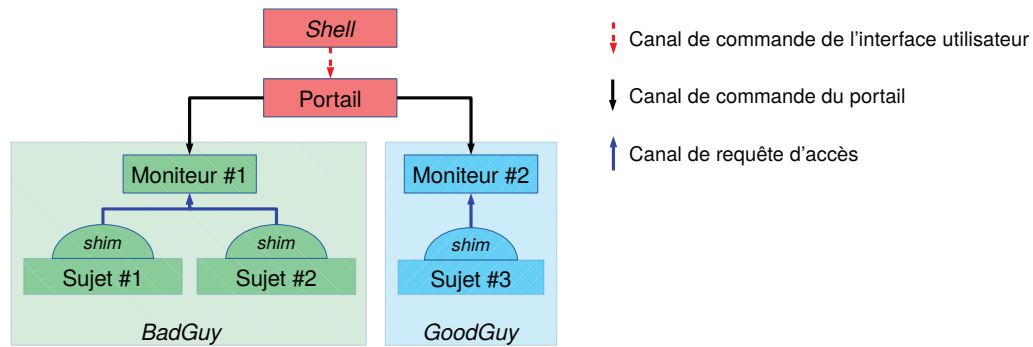 Shell
Portail
Moniteur #1
Moniteur #2
shim
shim
shim
Sujet #1
Sujet #2
Sujet #3
BadGuy
GoodGuy
Canal de commande de l'interface utilisateur
Canal de commande du portail
Canal de requête d'accès